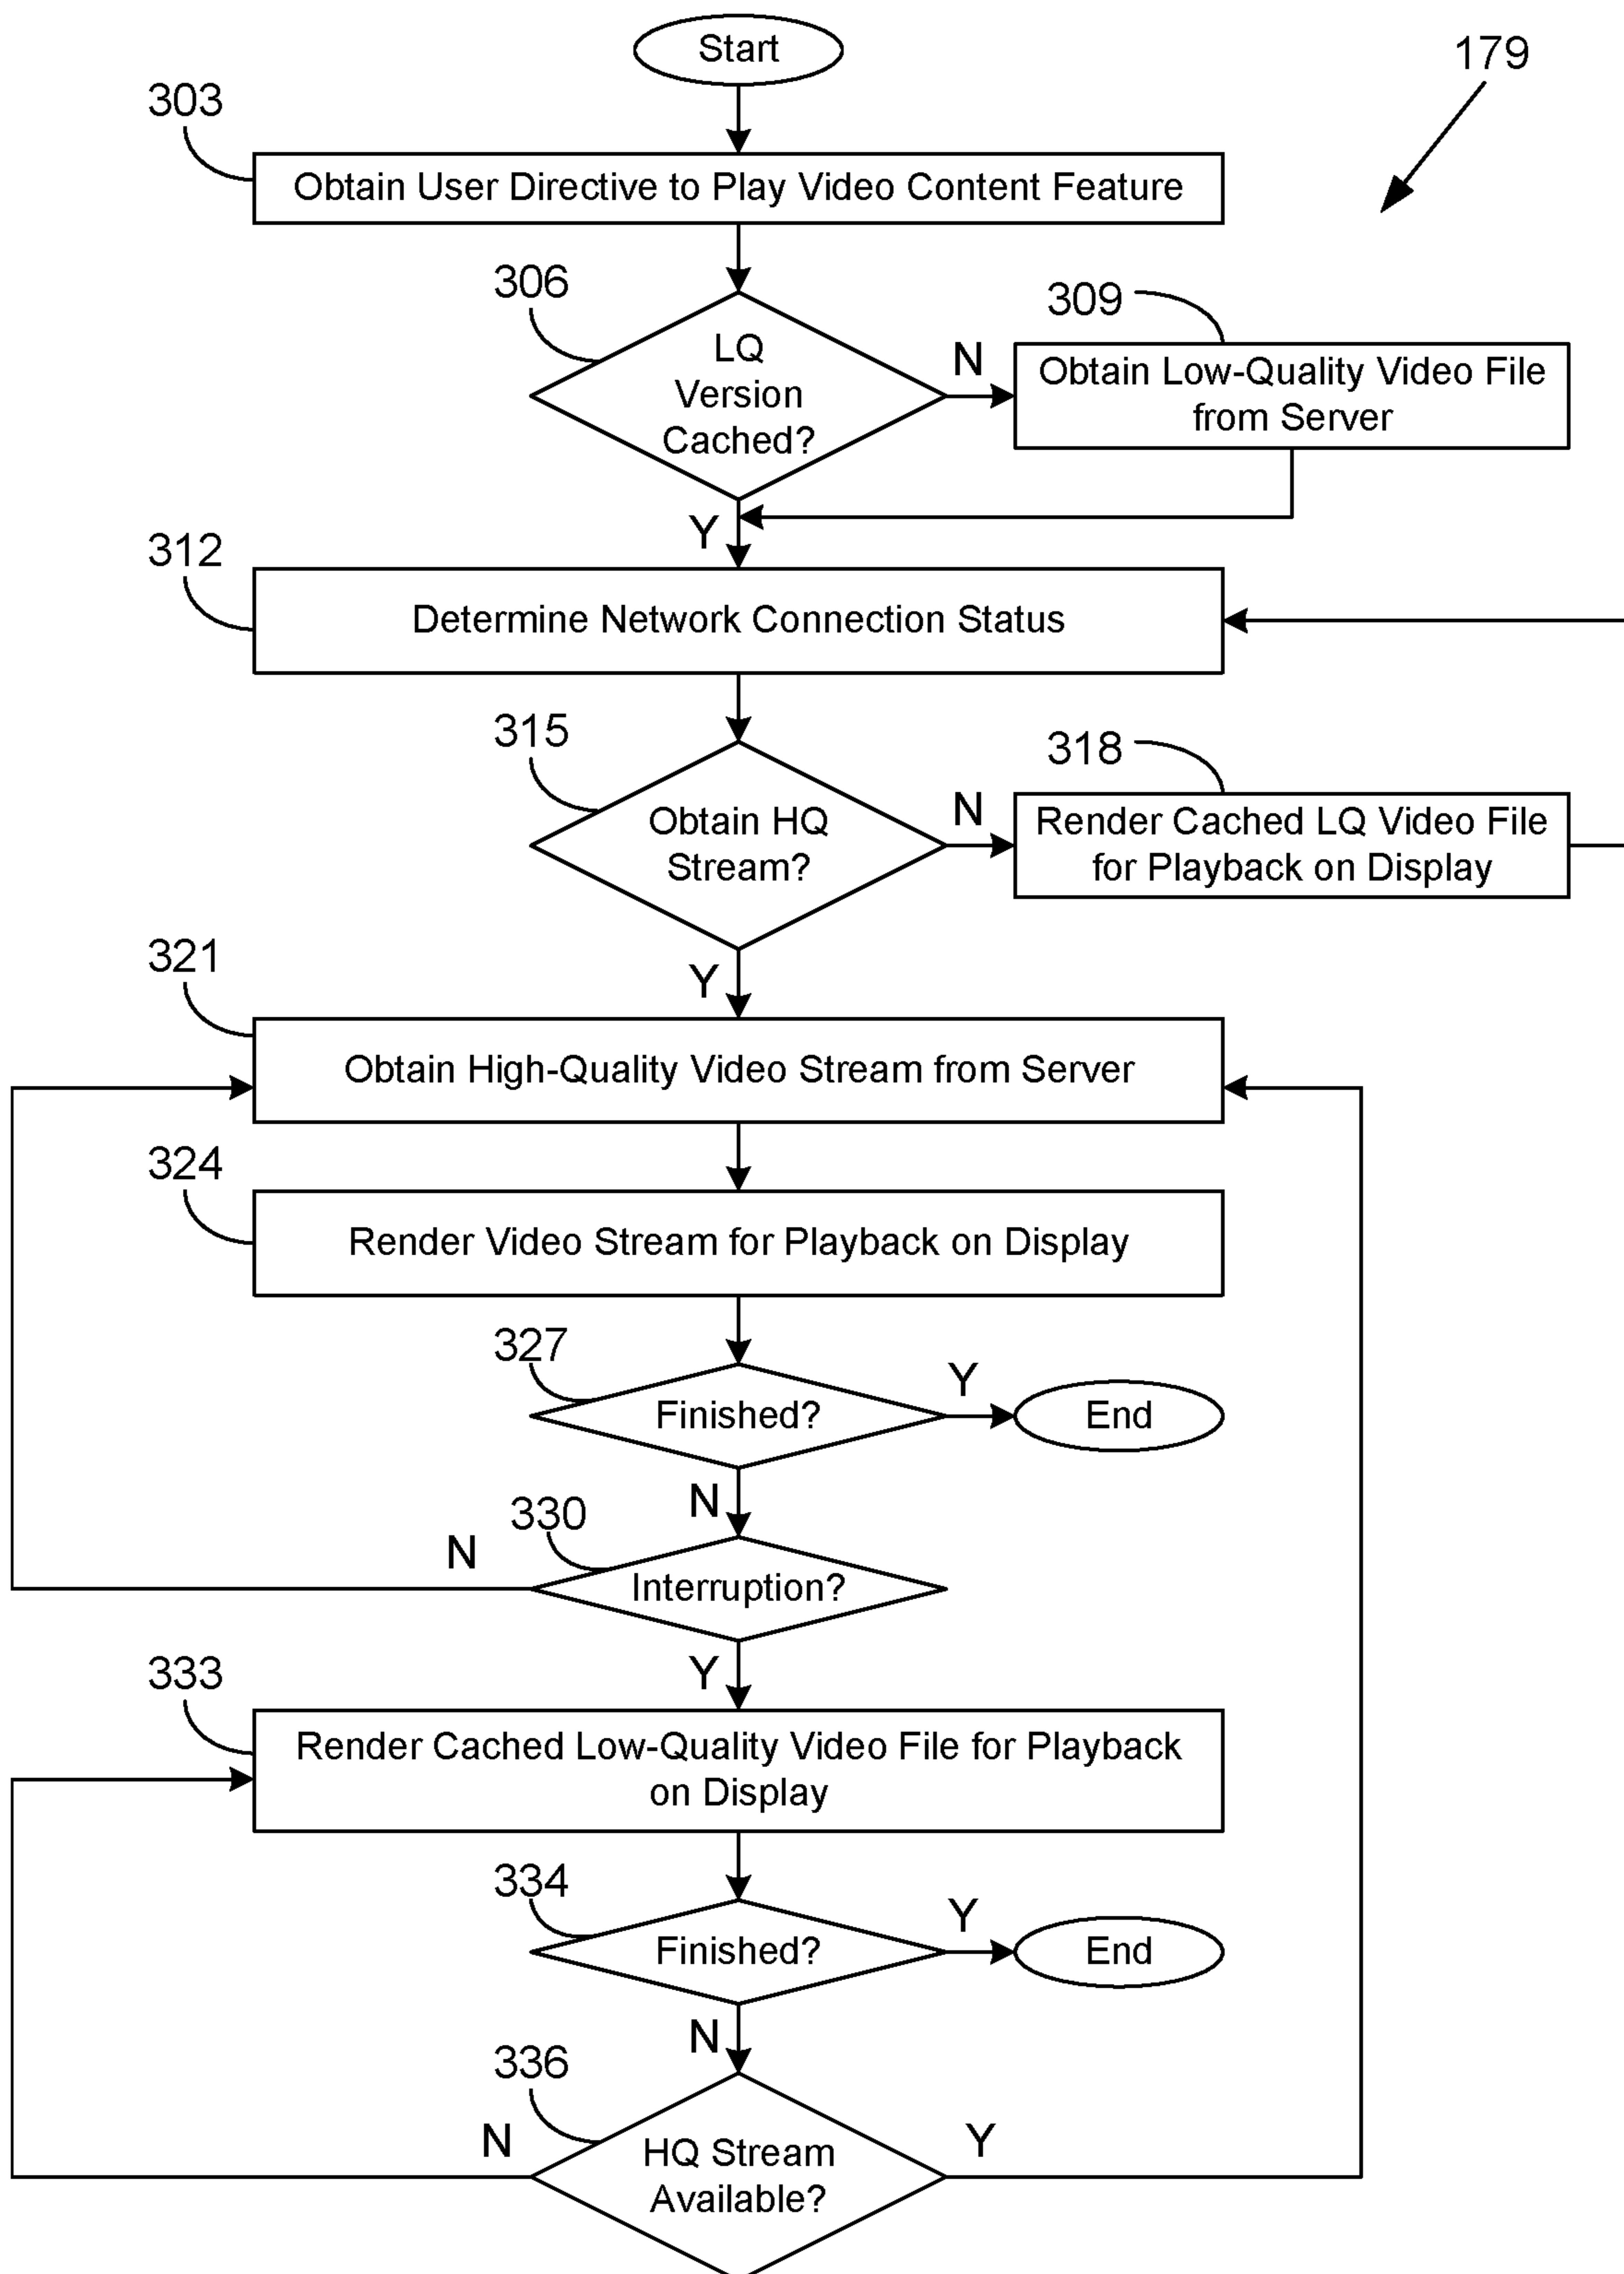 Start
179
303
Obtain User Directive to Play Video Content Feature
306
LQ
Version
Cached?
N
309
Obtain Low-Quality Video File
from Server
Y
312
Determine Network Connection Status
315
Obtain HQ
Stream?
N
318
Render Cached LQ Video File
for Playback on Display
Y
321
Obtain High-Quality Video Stream from Server
324
Render Video Stream for Playback on Display
327
Finished?
Y
End
N
330
N
Interruption?
Y
333
Render Cached Low-Quality Video File for Playback
on Display
334
Finished?
Y
End
N
336
N
HQ Stream
Available?
Y